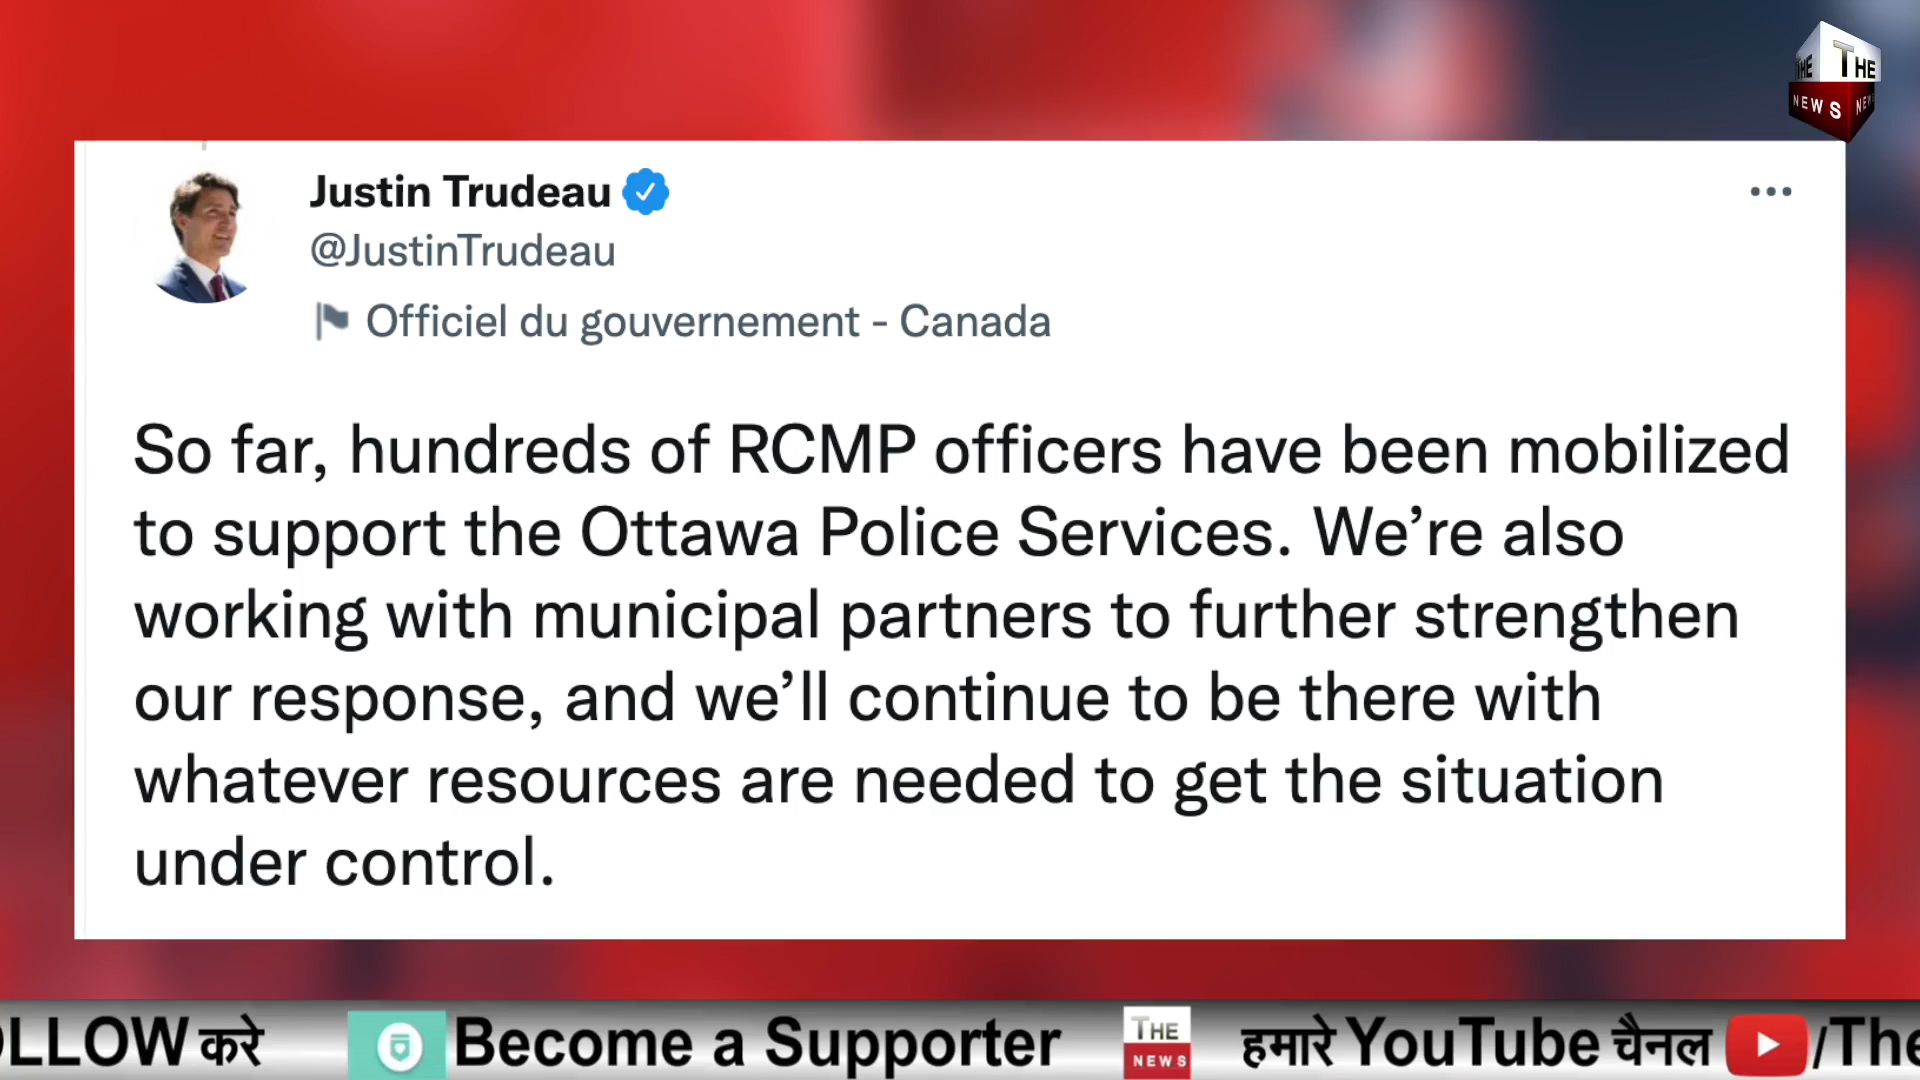 THE THE
NEWS NEW
Justin Trudeau
@JustinTrudeau
Officiel du gouvernement - Canada
So far, hundreds of RCMP officers have been mobilized
to support the Ottawa Police Services. We’re also
working with municipal partners to further strengthen
our response, and we’ll continue to be there with
whatever resources are needed to get the situation
under control.
OLLOW करे Become a Supporter THE NEWS हमारे YouTube चैनल /The